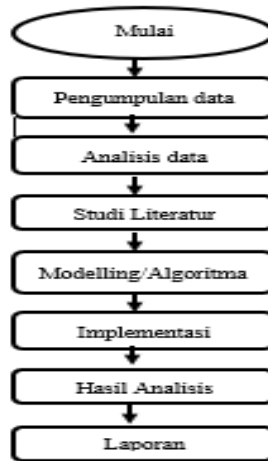 Mulai
Pengumpulan data
Analisis data
Studi Literatur
Modelling/Algoritma
Implementasi
Hasil Analisis
Laporan